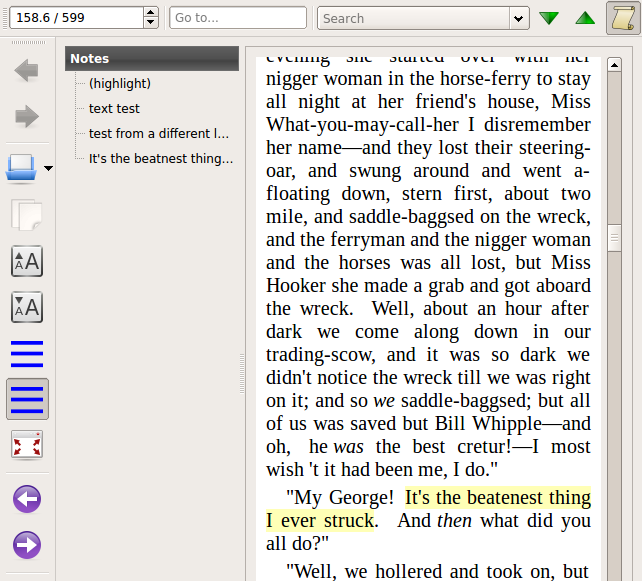 158.6 / 599
Go to...
Search
Notes
(highlight)
text test
test from a different l...
It's the beatnest thing...
evening she started over with her
nigger woman in the horse-ferry to stay
all night at her friend's house, Miss
What-you-may-call-her I disremember
her name—and they lost their steering-
oar, and swung around and went a-
floating down, stern first, about two
mile, and saddle-baggsed on the wreck,
and the ferryman and the nigger woman
and the horses was all lost, but Miss
Hooker she made a grab and got aboard
the wreck. Well, about an hour after
dark we come along down in our
trading-scow, and it was so dark we
didn't notice the wreck till we was right
on it; and so we saddle-baggsed; but all
of us was saved but Bill Whipple—and
oh, he was the best cretur!—I most
wish 't it had been me, I do."
"My George! It's the beatenest thing
I ever struck. And then what did you
all do?"
"Well, we hollered and took on, but